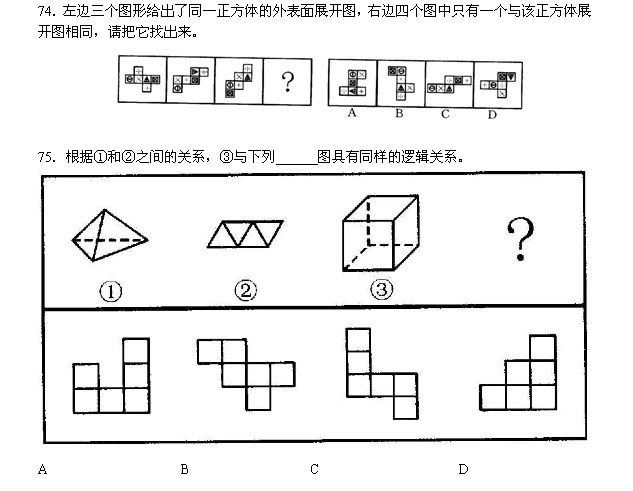 74．左边三个图形给出了同一正方体的外表面展开图，右边四个图中只有一个与该正方体展
开图相同，请把它找出来。
?
A B C D
75．根据①和②之间的关系，③与下列______图具有同样的逻辑关系。
?
① ② ③
A B C D